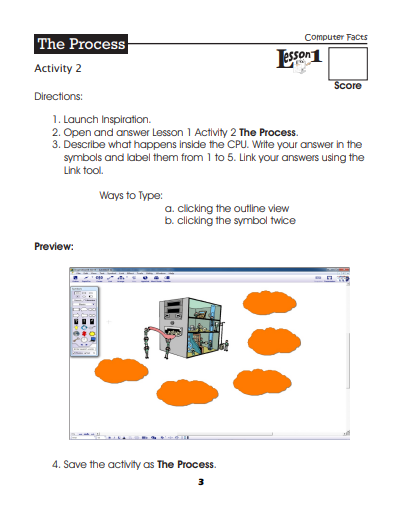 The Process
Computer Facts
Lesson 1
Activity 2
Score
Directions:
1. Launch Inspiration.
2. Open and answer Lesson 1 Activity 2 The Process.
3. Describe what happens inside the CPU. Write your answer in the
symbols and label them from 1 to 5. Link your answers using the
Link tool.
Ways to Type:
a. clicking the outline view
b. clicking the symbol twice
Preview:
4. Save the activity as The Process.
3